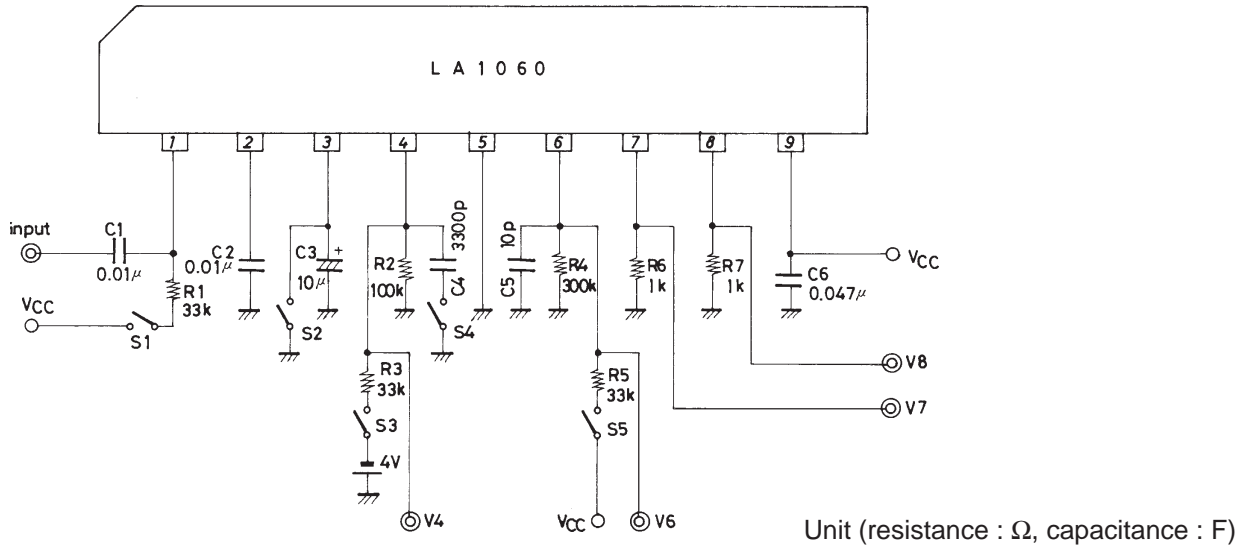 LA1060
1 2 3 4 5 6 7 8 9
input
C1
0.01μ
R1
33k
VCC
S1
C2
0.01μ
S2
C3 +
10μ
R2
100k
3300p
C4
S4
R3
33k
S3
4V
V4
10p
C5
R4
300k
R5
33k
S5
VCC
V6
R6
1k
R7
1k
C6
0.047μ
VCC
V8
V7
Unit (resistance : Ω, capacitance : F)